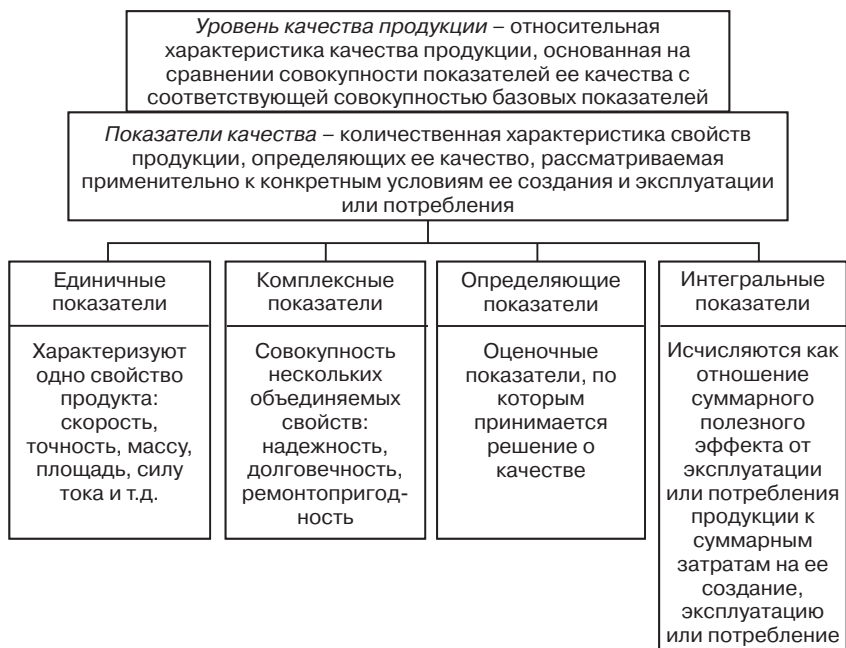 Уровень качества продукции – относительная
характеристика качества продукции, основанная на
сравнении совокупности показателей ее качества с
соответствующей совокупностью базовых показателей
Показатели качества – количественная характеристика свойств
продукции, определяющих ее качество, рассматриваемая
применительно к конкретным условиям ее создания и эксплуатации
или потребления
Единичные
показатели
Характеризуют
одно свойство
продукта:
скорость,
точность, массу,
площадь, силу
тока и т.д.
Комплексные
показатели
Совокупность
нескольких
объединяемых
свойств:
надежность,
долговечность,
ремонтопригод-
ность
Определяющие
показатели
Оценочные
показатели, по
которым
принимается
решение о
качестве
Интегральные
показатели
Исчисляются как
отношение
суммарного
полезного
эффекта от
эксплуатации
или потребления
продукции к
суммарным
затратам на ее
создание,
эксплуатацию
или потребление